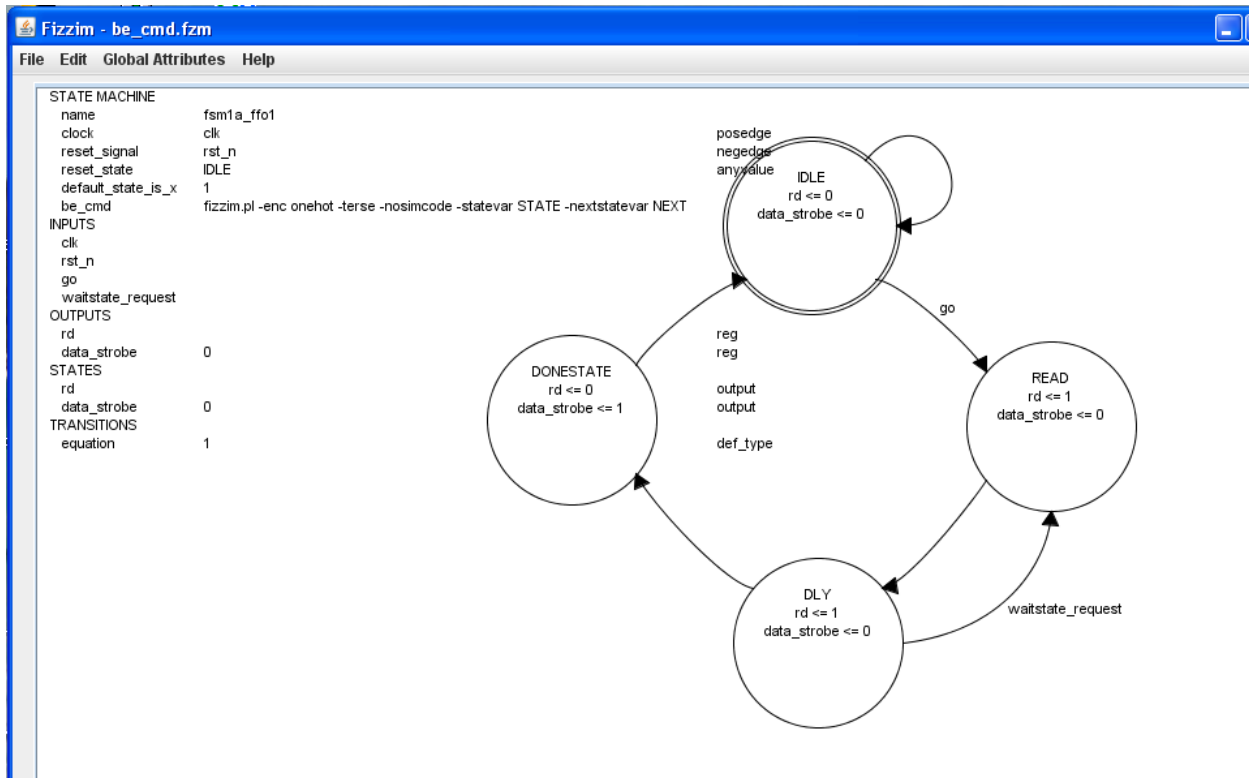 Fizzim - be_cmd.fzm
File Edit Global Attributes Help
STATE MACHINE
name fsm1a_ffo1
clock clk posedge
reset_signal rst_n negedge
reset_state IDLE anyvalue
default_state_is_x 1
be_cmd fizzim.pl -enc onehot -terse -nosimcode -statevar STATE -nextstatevar NEXT
INPUTS
clk
rst_n
go
waitstate_request
OUTPUTS
rd reg
data_strobe 0 reg
STATES
rd output
data_strobe 0 output
TRANSITIONS
equation 1 def_type
IDLE
rd <= 0
data_strobe <= 0
go
DONESTATE
rd <= 0
data_strobe <= 1
READ
rd <= 1
data_strobe <= 0
DLY
rd <= 1
data_strobe <= 0
waitstate_request